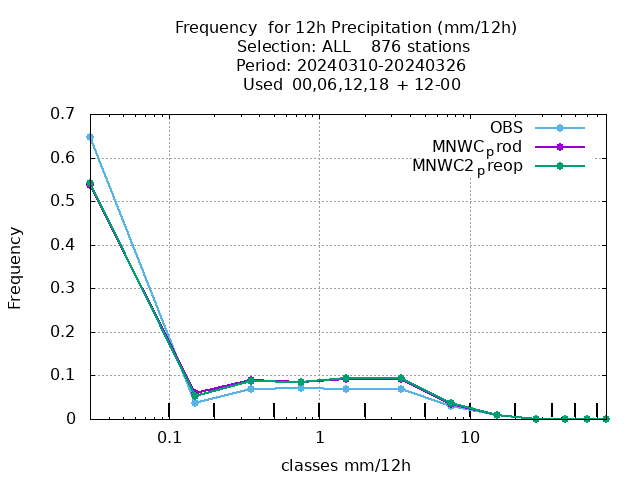 Frequency  for 12h Precipitation (mm/12h)
Selection: ALL    876 stations
Period: 20240310-20240326
Used  00,06,12,18  + 12-00
0.7
0.6
0.5
0.4
0.3
0.2
0.1
0
Frequency
OBS
MNWCprod
MNWC2preop
0.1
1
10
classes mm/12h